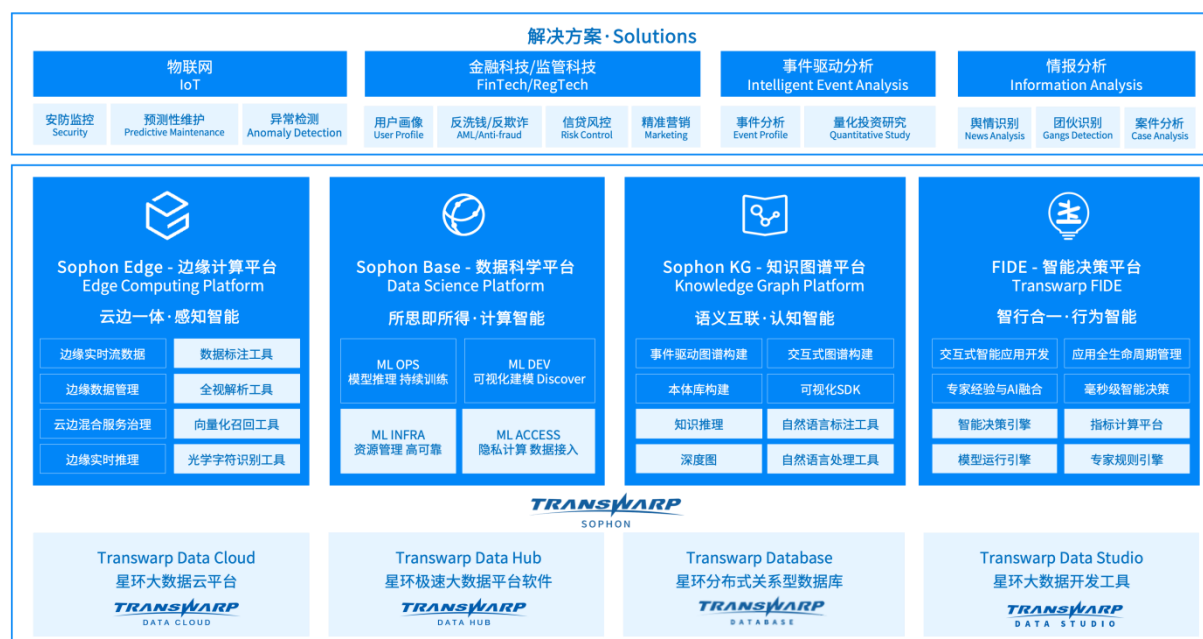 解决方案·Solutions
物联网
IoT
安防监控
Security
预测性维护
Predictive Maintenance
异常检测
Anomaly Detection
金融科技/监管科技
FinTech/RegTech
用户画像
User Profile
反洗钱/反欺诈
AML/Anti-fraud
信贷风控
Risk Control
精准营销
Marketing
事件驱动分析
Intelligent Event Analysis
事件分析
Event Profile
量化投资研究
Quantitative Study
情报分析
Information Analysis
舆情识别
News Analysis
团伙识别
Gangs Detection
案件分析
Case Analysis
Sophon Edge - 边缘计算平台
Edge Computing Platform
云边一体·感知智能
边缘实时流数据
数据标注工具
边缘数据管理
全视解析工具
云边混合服务治理
向量化召回工具
边缘实时推理
光学字符识别工具
Sophon Base - 数据科学平台
Data Science Platform
所思即所得·计算智能
ML OPS
模型推理 持续训练
ML DEV
可视化建模 Discover
ML INFRA
资源管理 高可靠
ML ACCESS
隐私计算 数据接入
Sophon KG - 知识图谱平台
Knowledge Graph Platform
语义互联·认知智能
事件驱动图谱构建
交互式图谱构建
本体库构建
可视化SDK
知识推理
自然语言标注工具
深度图
自然语言处理工具
FIDE - 智能决策平台
Transwarp FIDE
智行合一·行为智能
交互式智能应用开发
应用全生命周期管理
专家经验与AI融合
毫秒级智能决策
智能决策引擎
指标计算平台
模型运行引擎
专家规则引擎
TRANSWARP
SOPHON
Transwarp Data Cloud
星环大数据云平台
TRANSWARP
DATA CLOUD
Transwarp Data Hub
星环极速大数据平台软件
TRANSWARP
DATA HUB
Transwarp Database
星环分布式关系型数据库
TRANSWARP
DATABASE
Transwarp Data Studio
星环大数据开发工具
TRANSWARP
DATA STUDIO